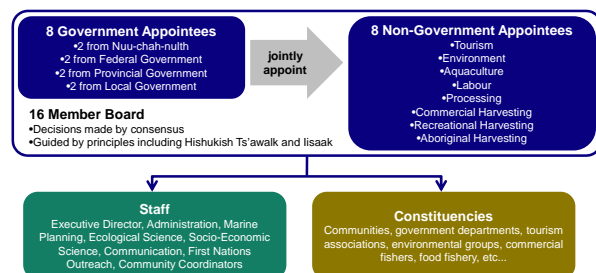 8 Government Appointees
•2 from Nuu-chah-nulth
•2 from Federal Government
•2 from Provincial Government
•2 from Local Government
jointly
appoint
8 Non-Government Appointees
•Tourism
•Environment
•Aquaculture
•Labour
•Processing
•Commercial Harvesting
•Recreational Harvesting
•Aboriginal Harvesting
16 Member Board
•Decisions made by consensus
•Guided by principles including Hishukish Ts'awalk and Iisaak
Staff
Executive Director, Administration, Marine
Planning, Ecological Science, Socio-Economic
Science, Communication, First Nations
Outreach, Community Coordinators
Constituencies
Communities, government departments, tourism
associations, environmental groups, commercial
fishers, food fishery, etc...